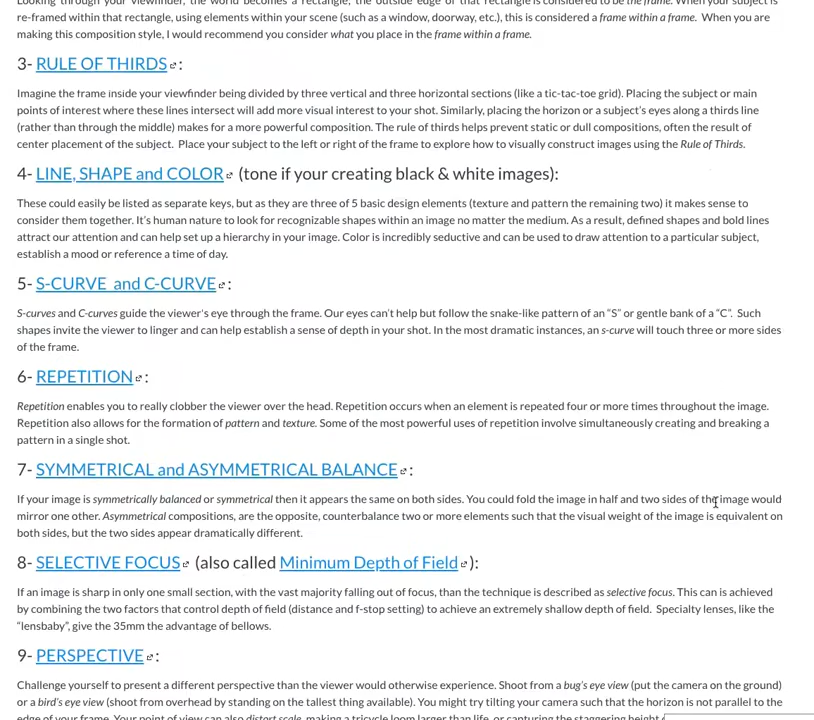 Looking through your viewfinder, the world becomes a rectangle; the outside edge of that rectangle is considered to be the frame. When your subject is
re-framed within that rectangle, using elements within your scene (such as a window, doorway, etc.), this is considered a frame within a frame. When you are
making this composition style, I would recommend you consider what you place in the frame within a frame.
3- RULE OF THIRDS :
Imagine the frame inside your viewfinder being divided by three vertical and three horizontal sections (like a tic-tac-toe grid). Placing the subject or main
points of interest where these lines intersect will add more visual interest to your shot. Similarly, placing the horizon or a subject's eyes along a thirds line
(rather than through the middle) makes for a more powerful composition. The rule of thirds helps prevent static or dull compositions, often the result of
center placement of the subject. Place your subject to the left or right of the frame to explore how to visually construct images using the Rule of Thirds.
4- LINE, SHAPE and COLOR (tone if your creating black & white images):
These could easily be listed as separate keys, but as they are three of 5 basic design elements (texture and pattern the remaining two) it makes sense to
consider them together. It's human nature to look for recognizable shapes within an image no matter the medium. As a result, defined shapes and bold lines
attract our attention and can help set up a hierarchy in your image. Color is incredibly seductive and can be used to draw attention to a particular subject,
establish a mood or reference a time of day.
5- S-CURVE and C-CURVE :
S-curves and C-curves guide the viewer's eye through the frame. Our eyes can't help but follow the snake-like pattern of an "S" or gentle bank of a "C". Such
shapes invite the viewer to linger and can help establish a sense of depth in your shot. In the most dramatic instances, an s-curve will touch three or more sides
of the frame.
6- REPETITION :
Repetition enables you to really clobber the viewer over the head. Repetition occurs when an element is repeated four or more times throughout the image.
Repetition also allows for the formation of pattern and texture. Some of the most powerful uses of repetition involve simultaneously creating and breaking a
pattern in a single shot.
7- SYMMETRICAL and ASYMMETRICAL BALANCE :
If your image is symmetrically balanced or symmetrical then it appears the same on both sides. You could fold the image in half and two sides of the image would
mirror one other. Asymmetrical compositions, are the opposite, counterbalance two or more elements such that the visual weight of the image is equivalent on
both sides, but the two sides appear dramatically different.
8- SELECTIVE FOCUS (also called Minimum Depth of Field ):
If an image is sharp in only one small section, with the vast majority falling out of focus, than the technique is described as selective focus. This can is achieved
by combining the two factors that control depth of field (distance and f-stop setting) to achieve an extremely shallow depth of field. Specialty lenses, like the
"lensbaby", give the 35mm the advantage of bellows.
9- PERSPECTIVE :
Challenge yourself to present a different perspective than the viewer would otherwise experience. Shoot from a bug's eye view (put the camera on the ground)
or a bird's eye view (shoot from overhead by standing on the tallest thing available). You might try tilting your camera such that the horizon is not parallel to the
edge of your frame. Your point of view can also distort scale, making a tricycle loom larger than life, or capturing the staggering height